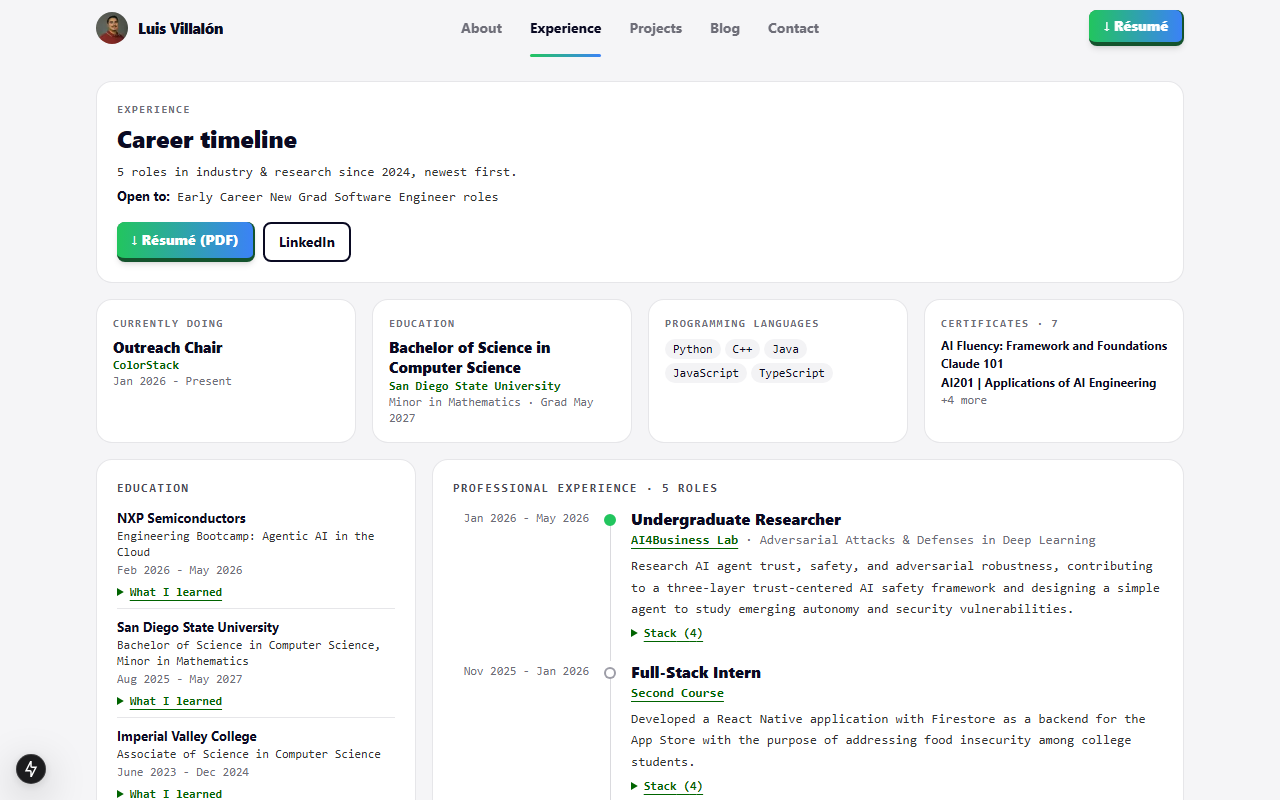 Luis Villalón
About
Experience
Projects
Blog
Contact
↓ Résumé
EXPERIENCE
Career timeline
5 roles in industry & research since 2024, newest first.
Open to: Early Career New Grad Software Engineer roles
↓ Résumé (PDF)
LinkedIn
CURRENTLY DOING
Outreach Chair
ColorStack
Jan 2026 - Present
EDUCATION
Bachelor of Science in
Computer Science
San Diego State University
Minor in Mathematics · Grad May
2027
PROGRAMMING LANGUAGES
Python
C++
Java
JavaScript
TypeScript
CERTIFICATES · 7
AI Fluency: Framework and Foundations
Claude 101
AI201 | Applications of AI Engineering
+4 more
EDUCATION
NXP Semiconductors
Engineering Bootcamp: Agentic AI in the
Cloud
Feb 2026 - May 2026
What I learned
San Diego State University
Bachelor of Science in Computer Science,
Minor in Mathematics
Aug 2025 - May 2027
What I learned
Imperial Valley College
Associate of Science in Computer Science
June 2023 - Dec 2024
What I learned
PROFESSIONAL EXPERIENCE · 5 ROLES
Jan 2026 - May 2026
Undergraduate Researcher
AI4Business Lab · Adversarial Attacks & Defenses in Deep Learning
Research AI agent trust, safety, and adversarial robustness, contributing
to a three-layer trust-centered AI safety framework and designing a simple
agent to study emerging autonomy and security vulnerabilities.
Stack (4)
Nov 2025 - Jan 2026
Full-Stack Intern
Second Course
Developed a React Native application with Firestore as a backend for the
App Store with the purpose of addressing food insecurity among college
students.
Stack (4)